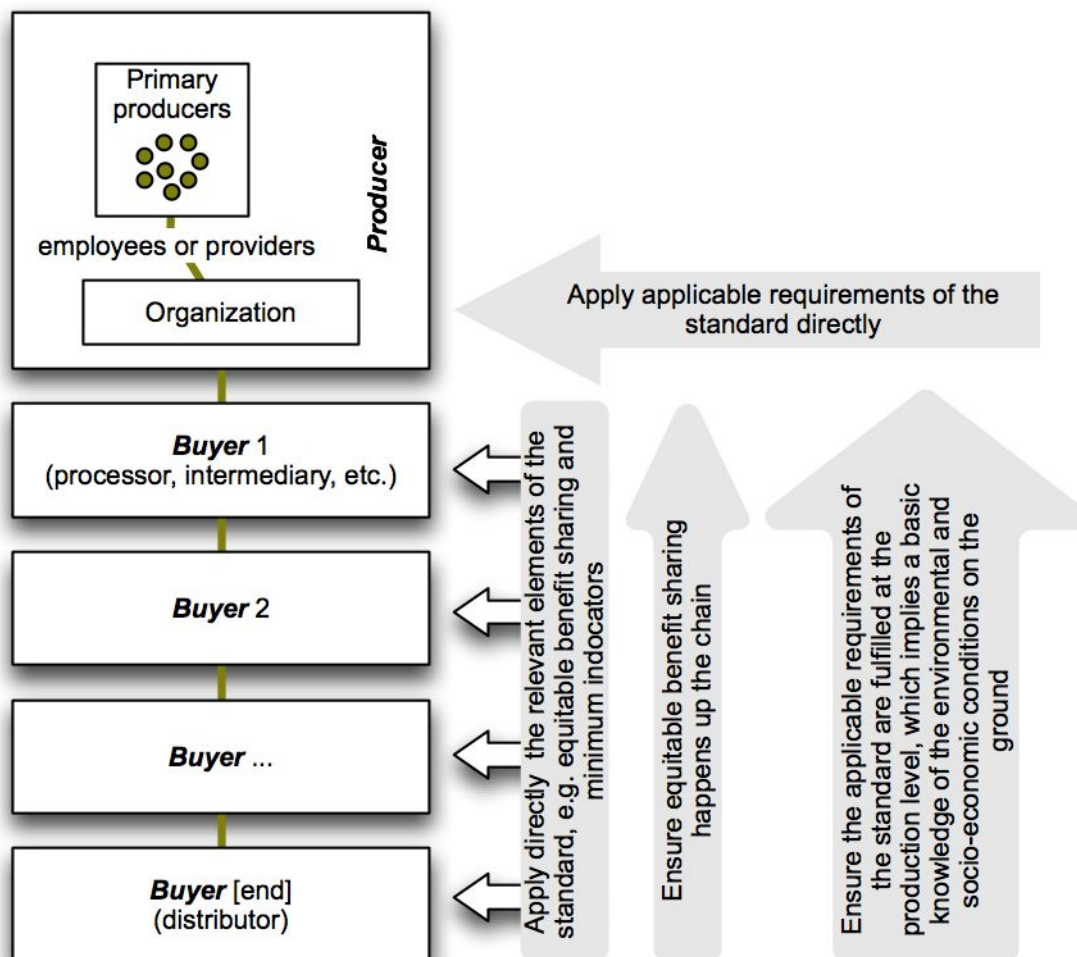 Primary
producers
employees or providers
Organization
Producer
Apply applicable requirements of the
standard directly
Buyer 1
(processor, intermediary, etc.)
Buyer 2
Buyer ...
Buyer [end]
(distributor)
Apply directly the relevant elements of the
standard, e.g. equitable benefit sharing and
minimum indocators
Ensure equitable benefit sharing
happens up the chain
Ensure the applicable requirements of
the standard are fulfilled at the
production level, which implies a basic
knowledge of the environmental and
socio-economic conditions on the
ground